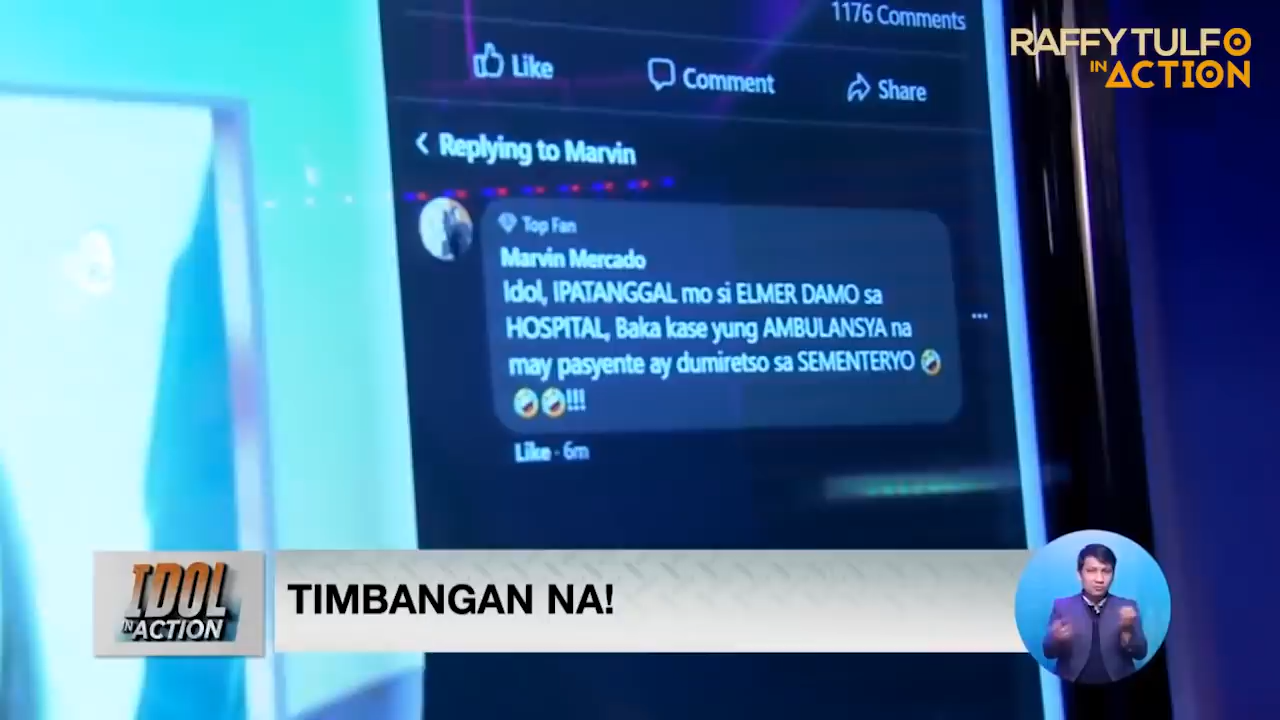 1176 Comments
RAFFY TULFO
IN ACTION
Like
Comment
Share
Replying to Marvin
Top Fan
Marvin Mercado
Idol, IPATANGGAL mo si ELMER DAMO sa
HOSPITAL, Baka kase yung AMBULANSYA na
may pasyente ay dumiretso sa SEMENTERYO 🤣
🤣🤣!!!
Like · 6m
IDOL
IN ACTION
TIMBANGAN NA!